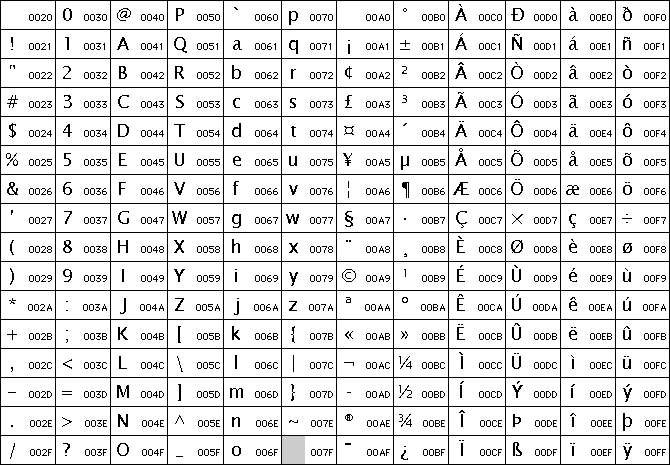 0020 0 0030 @ 0040 P 0050 ` 0060 p 0070 00A0 ° 00B0 À 00C0 Ð 00D0 à 00E0 ð 00F0
! 0021 1 0031 A 0041 Q 0051 a 0061 q 0071 ¡ 00A1 ± 00B1 Á 00C1 Ñ 00D1 á 00E1 ñ 00F1
" 0022 2 0032 B 0042 R 0052 b 0062 r 0072 ¢ 00A2 ² 00B2 Â 00C2 Ò 00D2 â 00E2 ò 00F2
# 0023 3 0033 C 0043 S 0053 c 0063 s 0073 £ 00A3 ³ 00B3 Ã 00C3 Ó 00D3 ã 00E3 ó 00F3
$ 0024 4 0034 D 0044 T 0054 d 0064 t 0074 ¤ 00A4 ´ 00B4 Ä 00C4 Ô 00D4 ä 00E4 ô 00F4
% 0025 5 0035 E 0045 U 0055 e 0065 u 0075 ¥ 00A5 µ 00B5 Å 00C5 Õ 00D5 å 00E5 õ 00F5
& 0026 6 0036 F 0046 V 0056 f 0066 v 0076 ¦ 00A6 ¶ 00B6 Æ 00C6 Ö 00D6 æ 00E6 ö 00F6
' 0027 7 0037 G 0047 W 0057 g 0067 w 0077 § 00A7 · 00B7 Ç 00C7 × 00D7 ç 00E7 ÷ 00F7
( 0028 8 0038 H 0048 X 0058 h 0068 x 0078 ¨ 00A8 ¸ 00B8 È 00C8 Ø 00D8 è 00E8 ø 00F8
) 0029 9 0039 I 0049 Y 0059 i 0069 y 0079 © 00A9 ¹ 00B9 É 00C9 Ù 00D9 é 00E9 ù 00F9
* 002A : 003A J 004A Z 005A j 006A z 007A ª 00AA º 00BA Ê 00CA Ú 00DA ê 00EA ú 00FA
+ 002B ; 003B K 004B [ 005B k 006B { 007B « 00AB » 00BB Ë 00CB Û 00DB ë 00EB û 00FB
, 002C < 003C L 004C \ 005C l 006C | 007C ¬ 00AC ¼ 00BC Ì 00CC Ü 00DC ì 00EC ü 00FC
- 002D = 003D M 004D ] 005D m 006D } 007D - 00AD ½ 00BD Í 00CD Ý 00DD í 00ED ý 00FD
. 002E > 003E N 004E ^ 005E n 006E ~ 007E ® 00AE ¾ 00BE Î 00CE Þ 00DE î 00EE þ 00FE
/ 002F ? 003F O 004F _ 005F o 006F 007F ¯ 00AF ¿ 00BF Ï 00CF ß 00DF ï 00EF ÿ 00FF